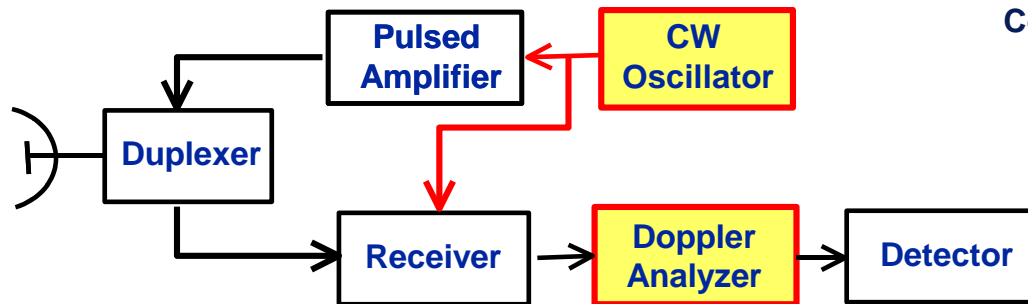 Pulsed
Amplifier
CW
Oscillator
Duplexer
Receiver
Doppler
Analyzer
Detector